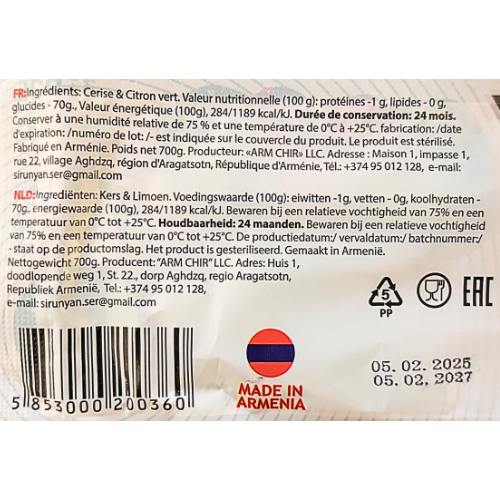 FR:Ingrédients: Cerise & Citron vert. Valeur nutritionnelle (100 g): protéines -1 g, lipides - 0 g,
glucides - 70g., Valeur énergétique (100g), 284/1189 kcal/kJ. Durée de conservation: 24 mois.
Conserver à une humidité relative de 75 % et une température de 0°C à +25°C. fabrication: /date
d'expiration: /numéro de lot: /- est indiqué sur le couvercle du produit. Le produit est stérilisé.
Fabriqué en Arménie. Poids net 700g. Producteur: «ARM CHIR» LLC. Adresse : Maison 1, impasse 1,
rue 22, village Aghdzq, région d'Aragatsotn, République d'Arménie, Tél.: +374 95 012 128, e-mail:
sirunyan.ser@gmail.com
NLD:Ingrediënten: Kers & Limoen. Voedingswaarde (100g): eiwitten -1g, vetten - 0g, koolhydraten -
70g, energiewaarde (100g), 284/1189 kcal/kJ. Bewaren bij een relatieve vochtigheid van 75% en een
temperatuur van 0°C tot +25°C. Houdbaarheid: 24 maanden. Bewaren bij een relatieve vochtigheid
van 75% en een temperatuur van 0°C tot +25°C. De productiedatum:/ vervaldatum:/ batchnummer/
-staat op de productomslag. Het product is gesteriliseerd. Gemaakt in Armenië.
Nettogewicht 700g. Producent: "ARM CHIR" LLC. Adres: Huis 1,
doodlopende weg 1, St. 22., dorp Aghdzq, regio Aragatsotn,
Republiek Armenië, Tel.: +374 95 012 128,
e-mail: sirunyan.ser@gmail.com
5
PP
EAC
05. 02. 2025
05. 02, 2027
MADE IN
ARMENIA
5 853000 200360